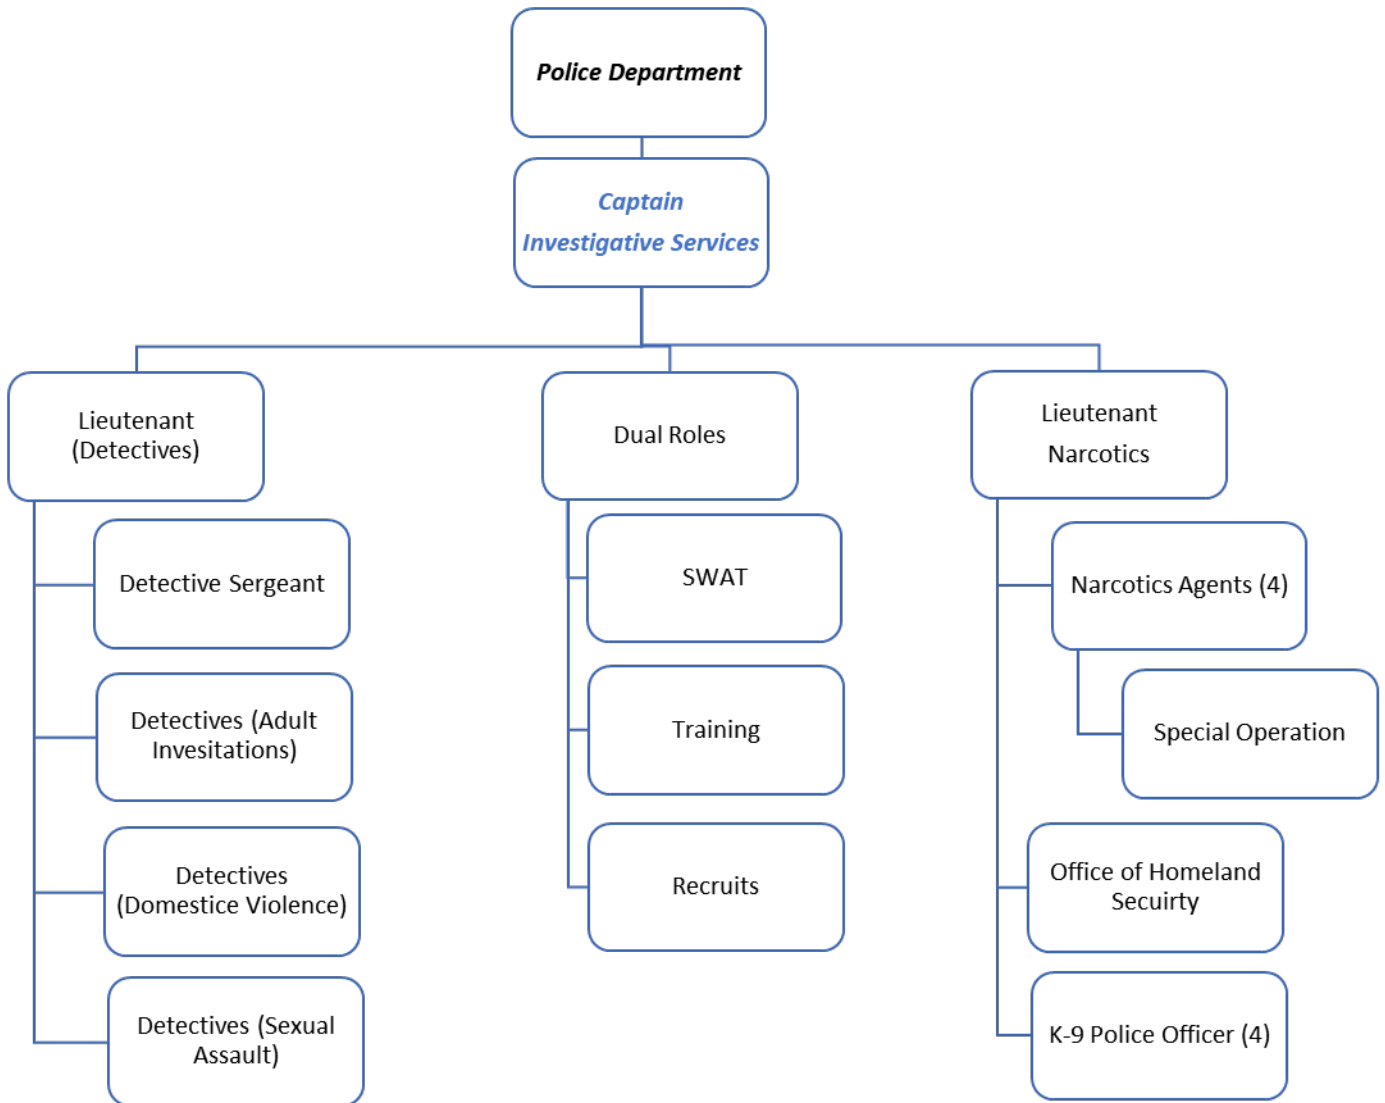 Police Department
Captain
Investigative Services
Lieutenant
(Detectives)
Detective Sergeant
Detectives (Adult
Invesitations)
Detectives
(Domestice Violence)
Detectives (Sexual
Assault)
Dual Roles
SWAT
Training
Recruits
Lieutenant
Narcotics
Narcotics Agents (4)
Special Operation
Office of Homeland
Secuirty
K-9 Police Officer (4)